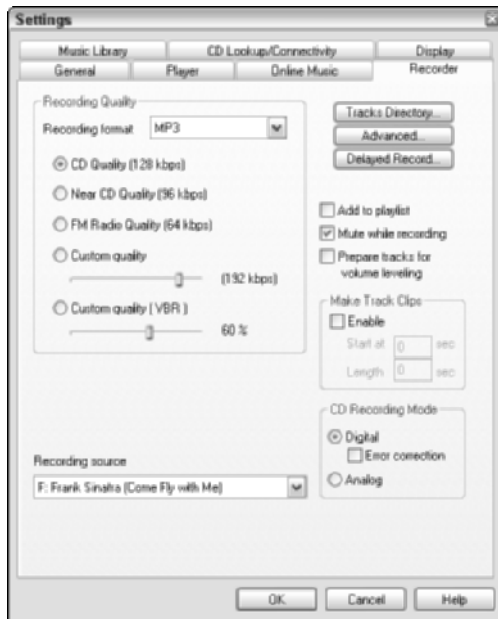 Settings
Music Library CD Lookup/Connectivity Display
General Player Online Music Recorder
Recording Quality
Recording format MP3
CD Quality (128 kbps)
Near CD Quality (96 kbps)
FM Radio Quality (64 kbps)
Custom quality
(192 kbps)
Custom quality (VBR)
60 %
Recording source
F: Frank Sinatra (Come Fly with Me)
Tracks Directory...
Advanced...
Delayed Record...
Add to playlist
Mute while recording
Prepare tracks for
volume leveling
Make Track Clips
Enable
Start at 0 sec
Length 0 sec
CD Recording Mode
Digital
Error correction
Analog
OK Cancel Help